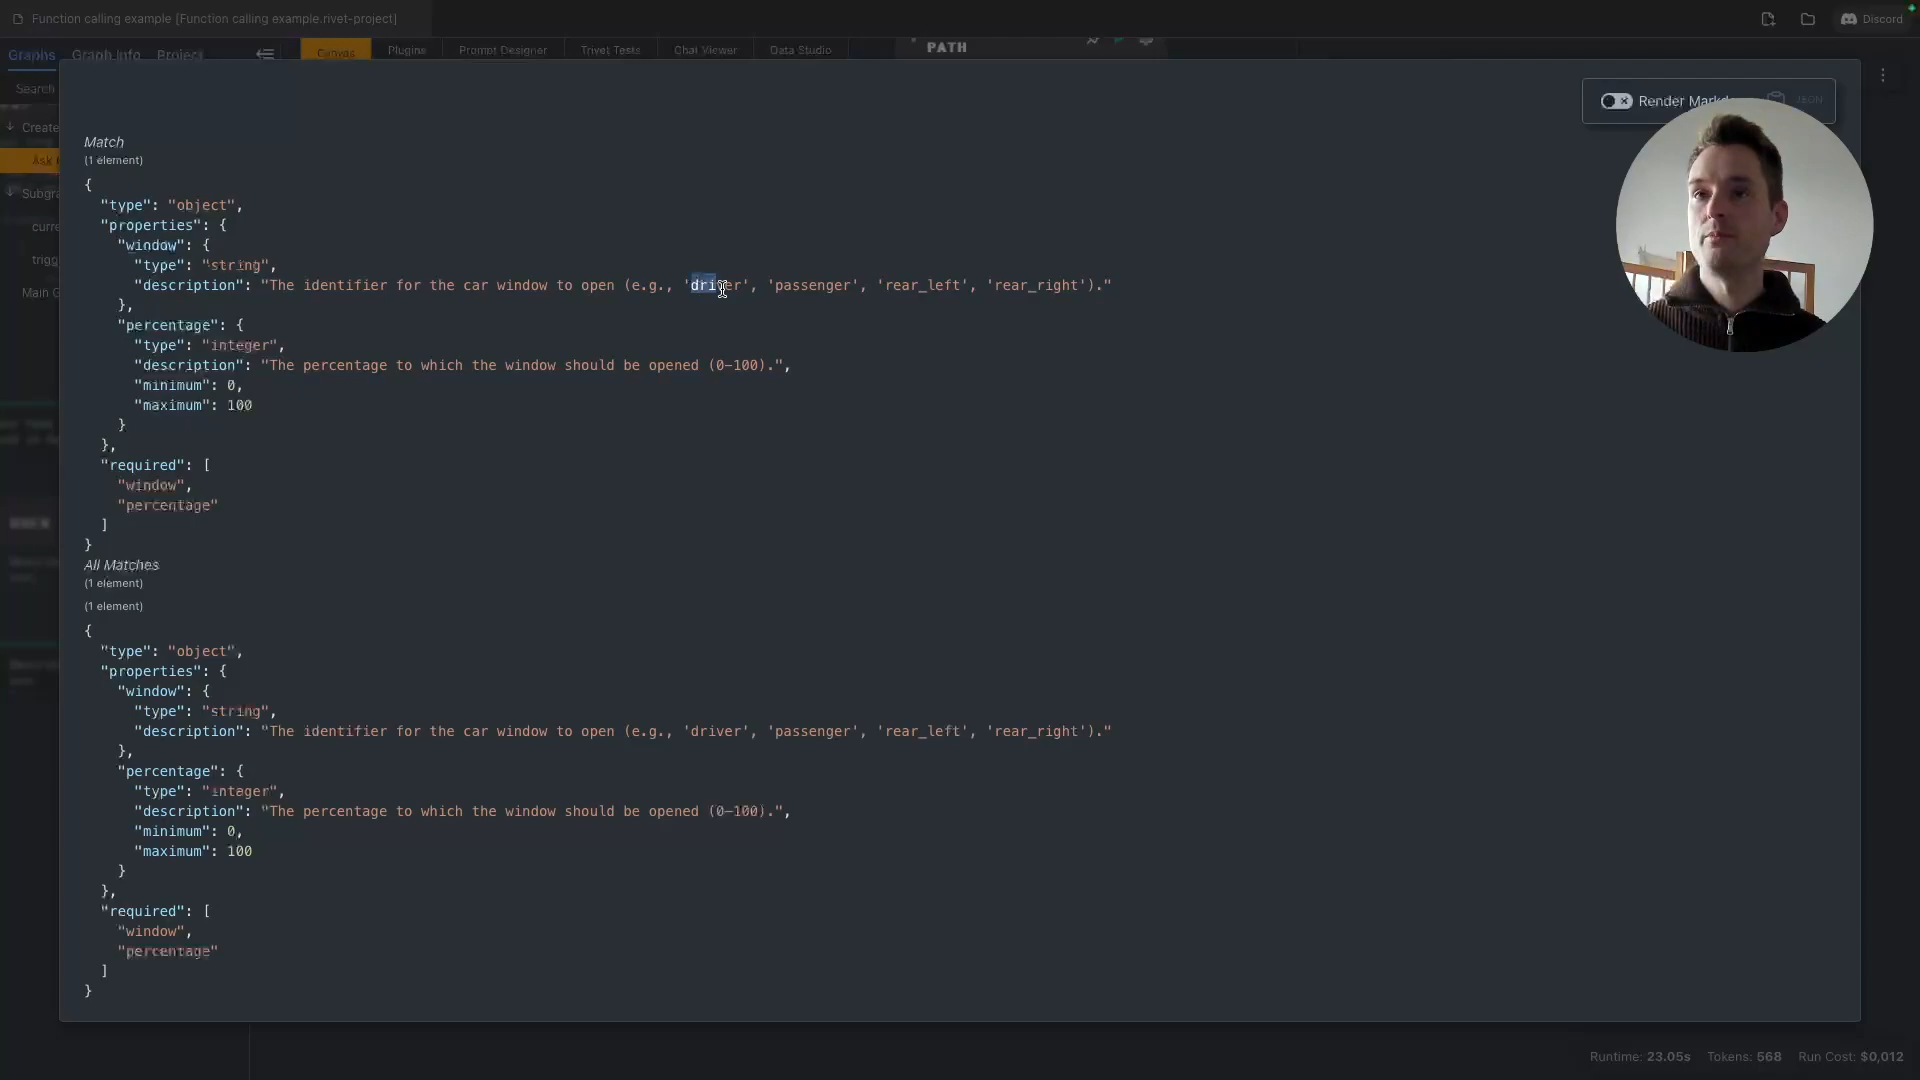 Function calling example [Function calling example.rivet-project]
Discord
Graphs Graph Info Project
Canvas Plugins Prompt Designer Trivet Tests Chat Viewer Data Studio
PATH
Search
Render
JSON
Create
Match
(1 element)
{
"type": "object",
"properties": {
"window": {
"type": "string",
"description": "The identifier for the car window to open (e.g., 'driver', 'passenger', 'rear_left', 'rear_right')."
},
"percentage": {
"type": "integer",
"description": "The percentage to which the window should be opened (0-100).",
"minimum": 0,
"maximum": 100
}
},
"required": [
"window",
"percentage"
]
}
All Matches
(1 element)
(1 element)
{
"type": "object",
"properties": {
"window": {
"type": "string",
"description": "The identifier for the car window to open (e.g., 'driver', 'passenger', 'rear_left', 'rear_right')."
},
"percentage": {
"type": "integer",
"description": "The percentage to which the window should be opened (0-100).",
"minimum": 0,
"maximum": 100
}
},
"required": [
"window",
"percentage"
]
}
Runtime: 23.05s Tokens: 568 Run Cost: $0,012